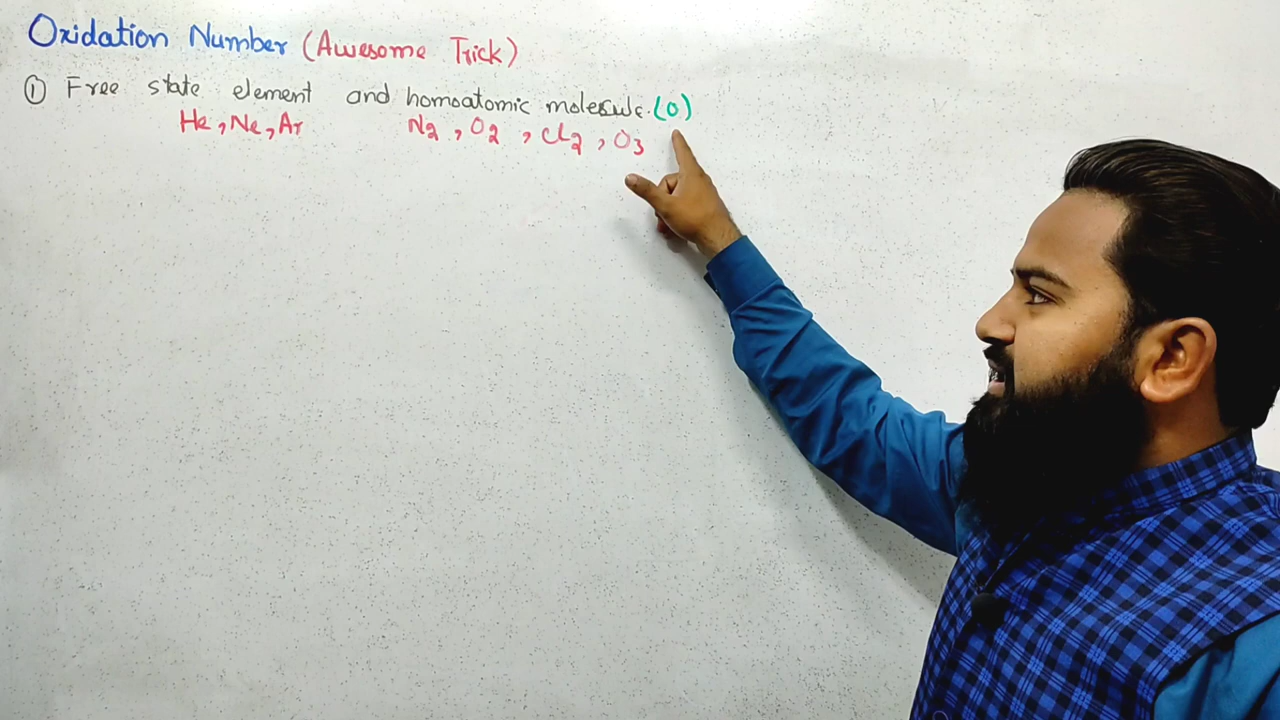 Oxidation Number (Awesome Trick)
① Free state element and homoatomic molecule. (0)
He, Ne, Ar N₂, O₂, Cl₂, O₃